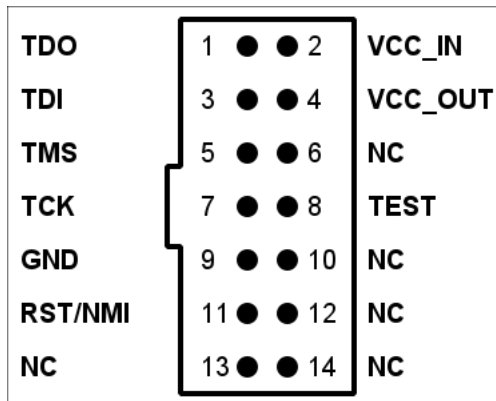 TDO 1 2 VCC_IN
TDI 3 4 VCC_OUT
TMS 5 6 NC
TCK 7 8 TEST
GND 9 10 NC
RST/NMI 11 12 NC
NC 13 14 NC